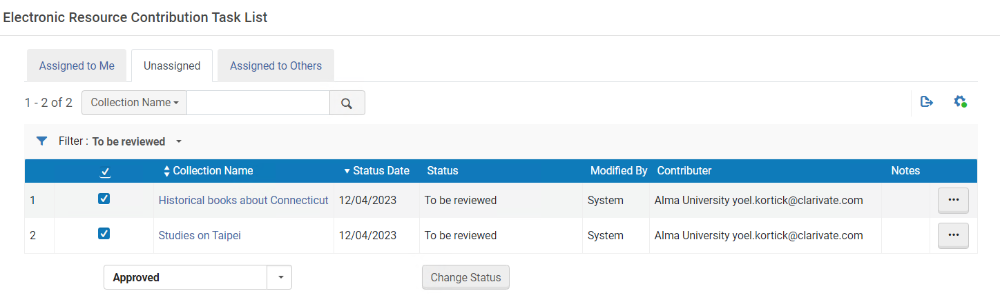 Electronic Resource Contribution Task List
Assigned to Me Unassigned Assigned to Others
1 - 2 of 2 Collection Name
Filter : To be reviewed
Collection Name Status Date Status Modified By Contributer Notes
1 Historical books about Connecticut 12/04/2023 To be reviewed System Alma University yoel.kortick@clarivate.com
2 Studies on Taipei 12/04/2023 To be reviewed System Alma University yoel.kortick@clarivate.com
Approved Change Status